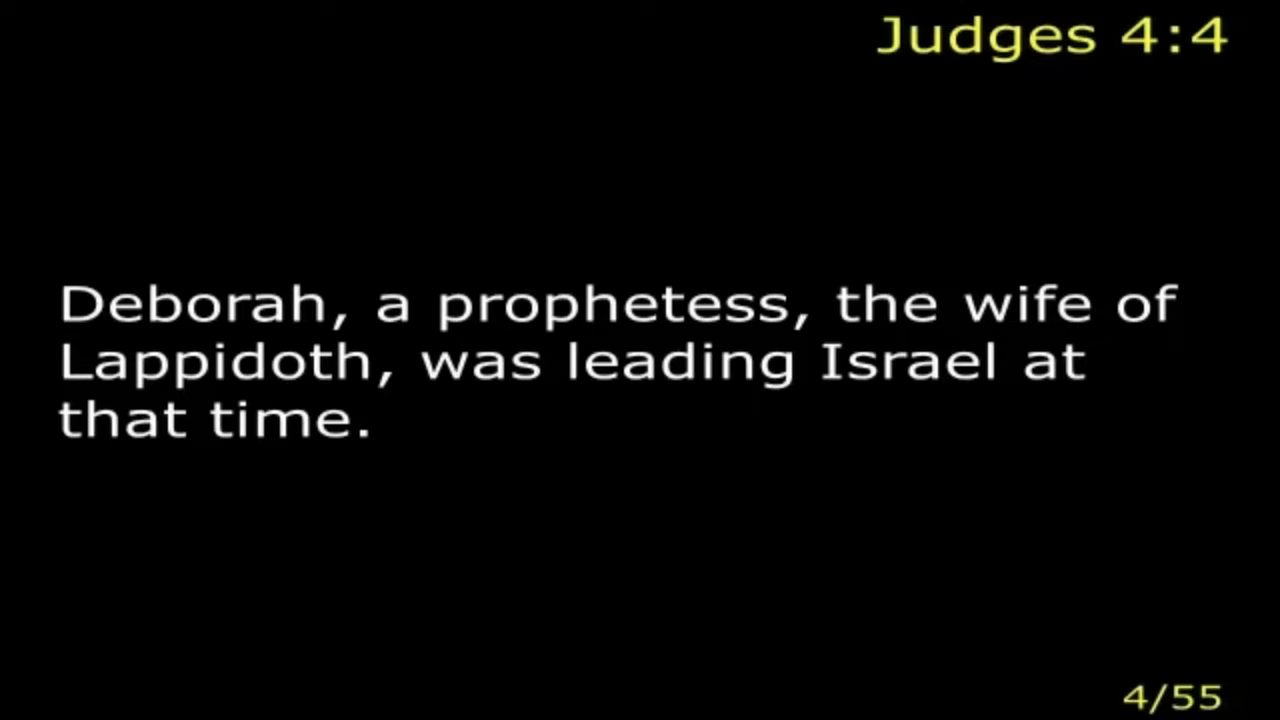 Judges 4:4
Deborah, a prophetess, the wife of
Lappidoth, was leading Israel at
that time.
4/55